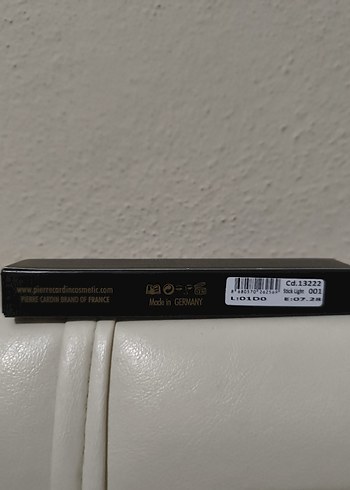 www.pierrecardincosmetic.com
PIERRE CARDIN BRAND OF FRANCE
Made in GERMANY
Cd.13222
Stick Light 001
L:01D0 E:07.28